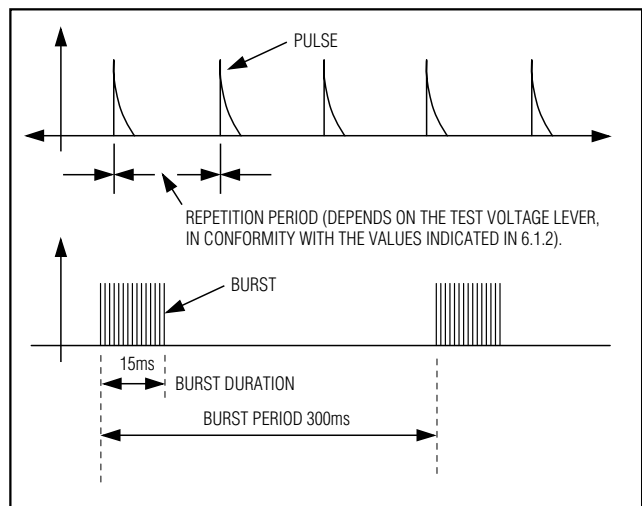 PULSE
REPETITION PERIOD (DEPENDS ON THE TEST VOLTAGE LEVER,
IN CONFORMITY WITH THE VALUES INDICATED IN 6.1.2).
BURST
15ms
BURST DURATION
BURST PERIOD 300ms